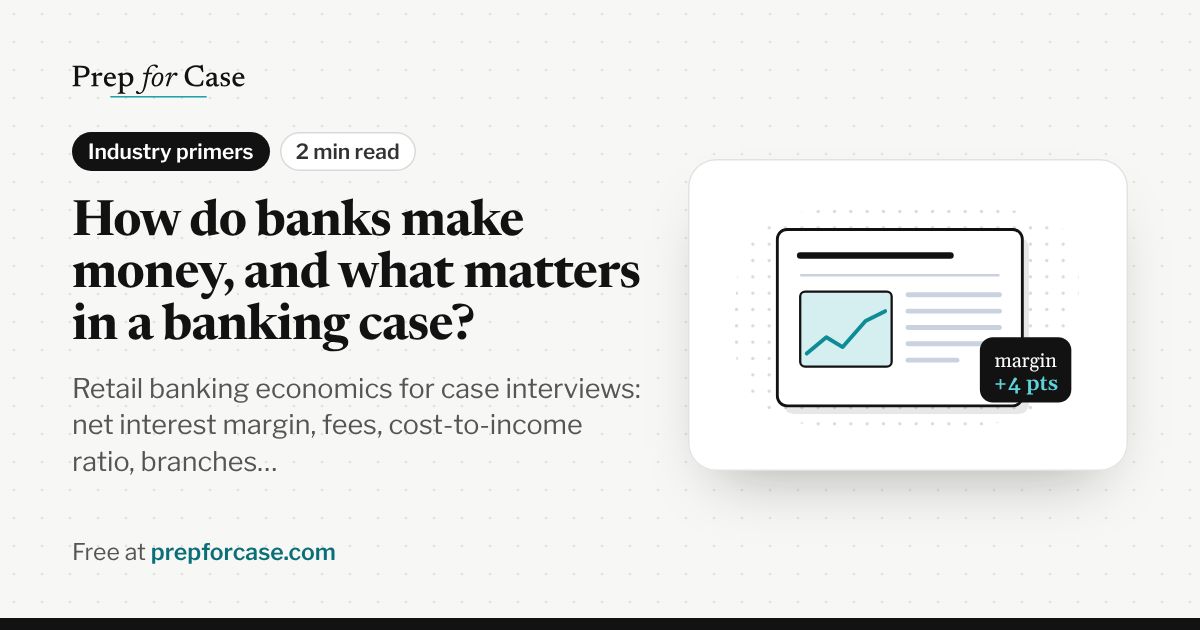 Prep for Case
Industry primers
2 min read
How do banks make
money, and what matters
in a banking case?
Retail banking economics for case interviews:
net interest margin, fees, cost-to-income
ratio, branches…
margin
+4 pts
Free at prepforcase.com